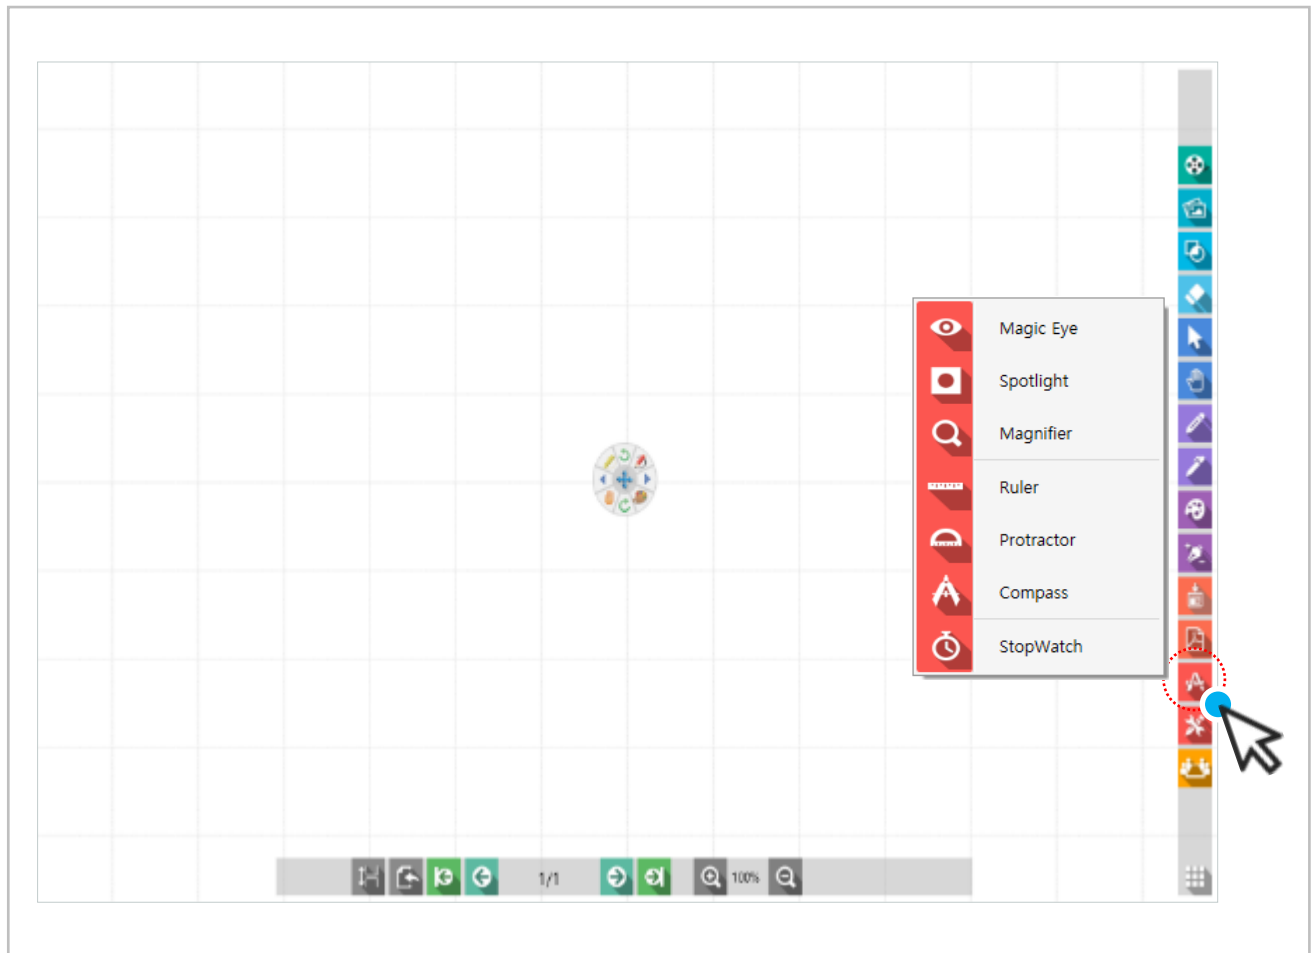 Magic Eye
Spotlight
Magnifier
Ruler
Protractor
Compass
StopWatch
1/1
100%